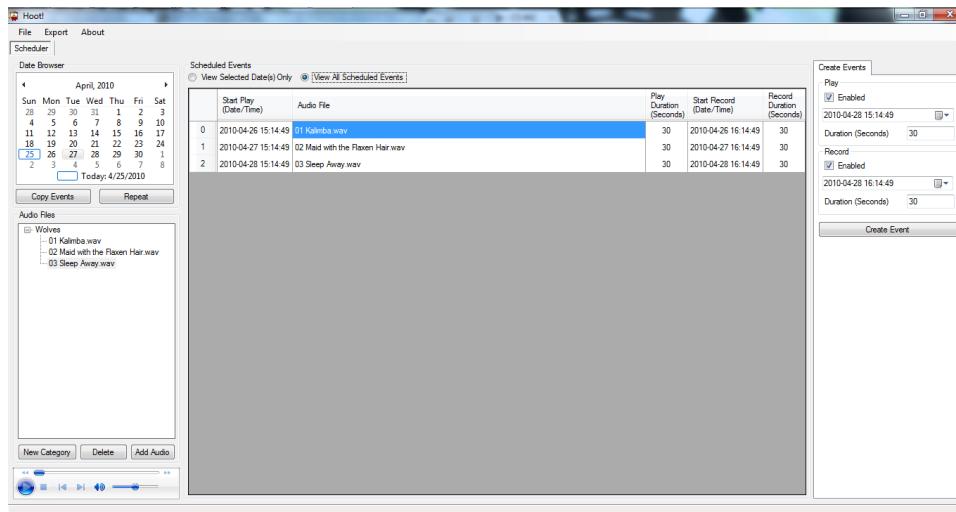 Hoot!
File Export About
Scheduler
Date Browser
April, 2010
Sun Mon Tue Wed Thu Fri Sat
28 29 30 31 1 2 3
4 5 6 7 8 9 10
11 12 13 14 15 16 17
18 19 20 21 22 23 24
25 26 27 28 29 30 1
2 3 4 5 6 7 8
Today: 4/25/2010
Copy Events Repeat
Audio Files
Wolves
01 Kalimba.wav
02 Maid with the Flaxen Hair.wav
03 Sleep Away.wav
New Category Delete Add Audio
Scheduled Events
View Selected Date(s) Only View All Scheduled Events
Start Play (Date/Time) Audio File Play Duration (Seconds) Start Record (Date/Time) Record Duration (Seconds)
0 2010-04-26 15:14:49 01 Kalimba.wav 30 2010-04-26 16:14:49 30
1 2010-04-27 15:14:49 02 Maid with the Flaxen Hair.wav 30 2010-04-27 16:14:49 30
2 2010-04-28 15:14:49 03 Sleep Away.wav 30 2010-04-28 16:14:49 30
Create Events
Play
Enabled
2010-04-28 15:14:49
Duration (Seconds) 30
Record
Enabled
2010-04-28 16:14:49
Duration (Seconds) 30
Create Event